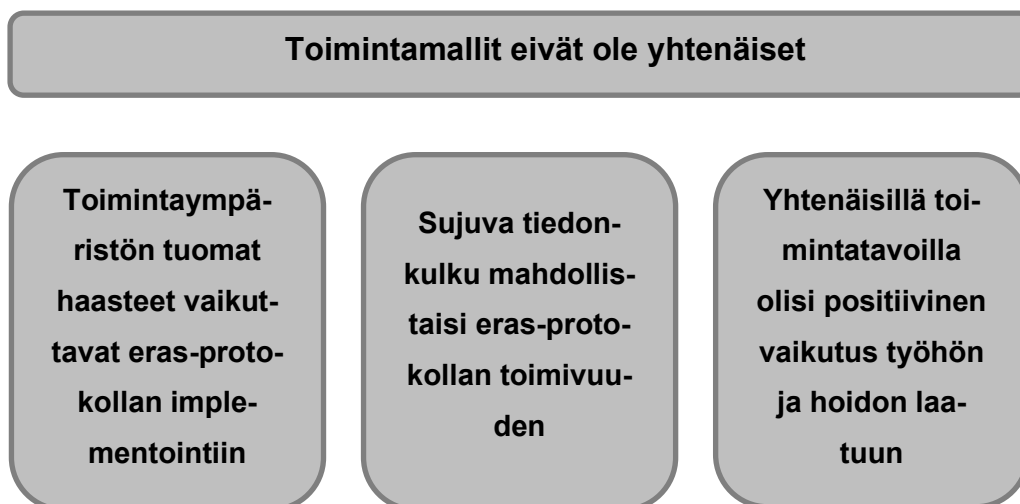 Toimintamallit eivät ole yhtenäiset
Toimintaympä-
ristön tuomat
haasteet vaikut-
tavat eras-proto-
kollan imple-
mentointiin
Sujuva tiedon-
kulku mahdollis-
taisi eras-proto-
kollan toimivuu-
den
Yhtenäisillä toi-
mintatavoilla
olisi positiivinen
vaikutus työhön
ja hoidon laa-
tuun